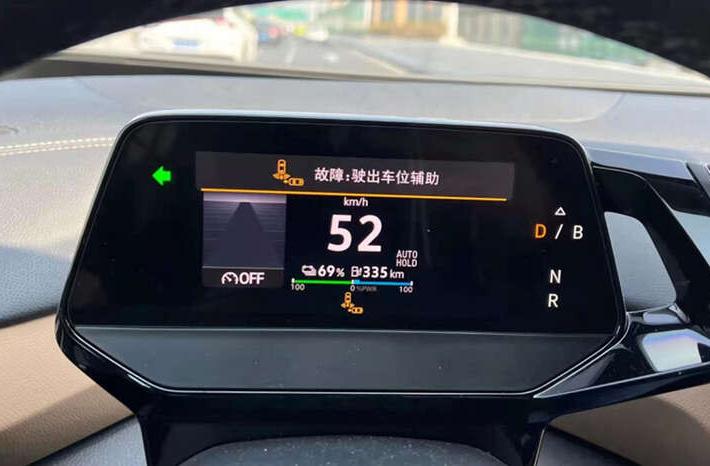 故障:驶出车位辅助
km/h
52
AUTO
HOLD
69% 335 km
OFF
100 0 %PWR 100
D / B
N
R